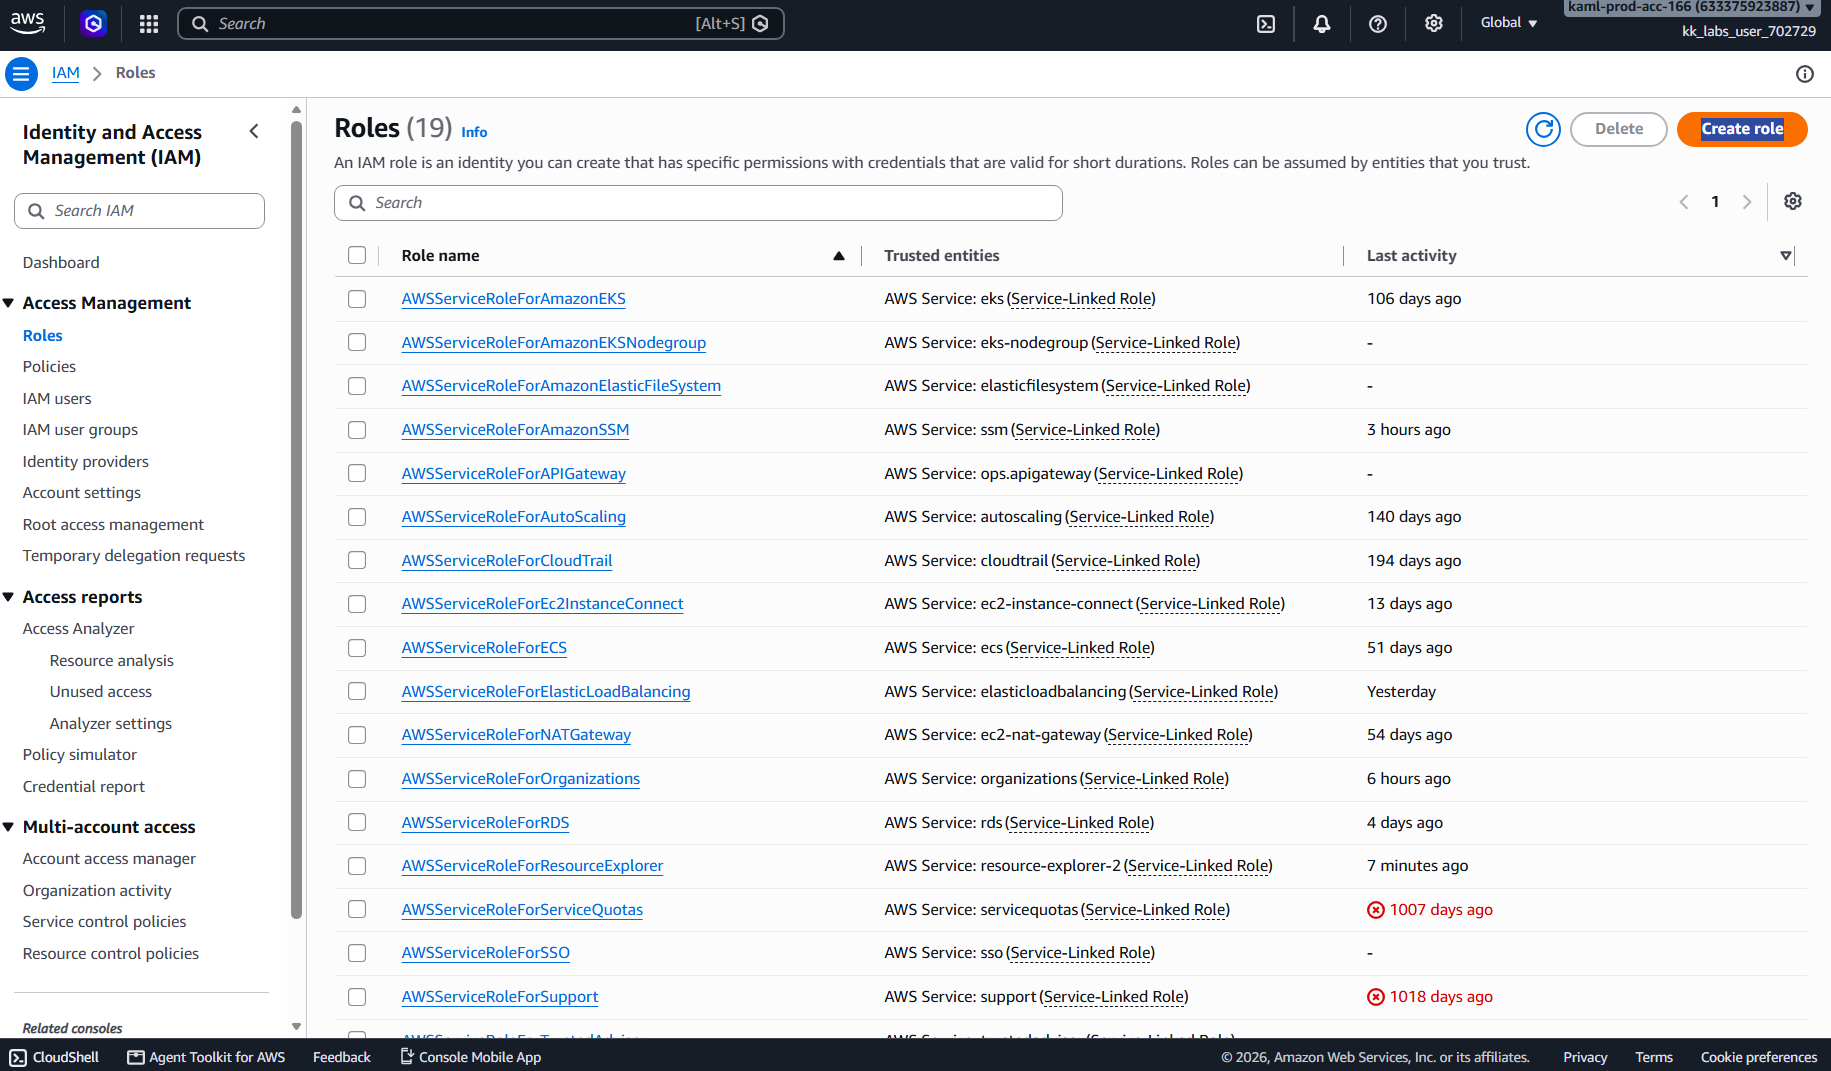 aws
Search
[Alt+S]
Global
kaml-prod-acc-166 (633375923887)
kk_labs_user_702729
IAM
Roles
Identity and Access Management (IAM)
Search IAM
Dashboard
Access Management
Roles
Policies
IAM users
IAM user groups
Identity providers
Account settings
Root access management
Temporary delegation requests
Access reports
Access Analyzer
Resource analysis
Unused access
Analyzer settings
Policy simulator
Credential report
Multi-account access
Account access manager
Organization activity
Service control policies
Resource control policies
Related consoles
Roles (19) Info
Delete
Create role
An IAM role is an identity you can create that has specific permissions with credentials that are valid for short durations. Roles can be assumed by entities that you trust.
Search
1
Role name Trusted entities Last activity
AWSServiceRoleForAmazonEKS AWS Service: eks (Service-Linked Role) 106 days ago
AWSServiceRoleForAmazonEKSNodegroup AWS Service: eks-nodegroup (Service-Linked Role) -
AWSServiceRoleForAmazonElasticFileSystem AWS Service: elasticfilesystem (Service-Linked Role) -
AWSServiceRoleForAmazonSSM AWS Service: ssm (Service-Linked Role) 3 hours ago
AWSServiceRoleForAPIGateway AWS Service: ops.apigateway (Service-Linked Role) -
AWSServiceRoleForAutoScaling AWS Service: autoscaling (Service-Linked Role) 140 days ago
AWSServiceRoleForCloudTrail AWS Service: cloudtrail (Service-Linked Role) 194 days ago
AWSServiceRoleForEc2InstanceConnect AWS Service: ec2-instance-connect (Service-Linked Role) 13 days ago
AWSServiceRoleForECS AWS Service: ecs (Service-Linked Role) 51 days ago
AWSServiceRoleForElasticLoadBalancing AWS Service: elasticloadbalancing (Service-Linked Role) Yesterday
AWSServiceRoleForNATGateway AWS Service: ec2-nat-gateway (Service-Linked Role) 54 days ago
AWSServiceRoleForOrganizations AWS Service: organizations (Service-Linked Role) 6 hours ago
AWSServiceRoleForRDS AWS Service: rds (Service-Linked Role) 4 days ago
AWSServiceRoleForResourceExplorer AWS Service: resource-explorer-2 (Service-Linked Role) 7 minutes ago
AWSServiceRoleForServiceQuotas AWS Service: servicequotas (Service-Linked Role) 1007 days ago
AWSServiceRoleForSSO AWS Service: sso (Service-Linked Role) -
AWSServiceRoleForSupport AWS Service: support (Service-Linked Role) 1018 days ago
CloudShell
Agent Toolkit for AWS
Feedback
Console Mobile App
© 2026, Amazon Web Services, Inc. or its affiliates.
Privacy
Terms
Cookie preferences